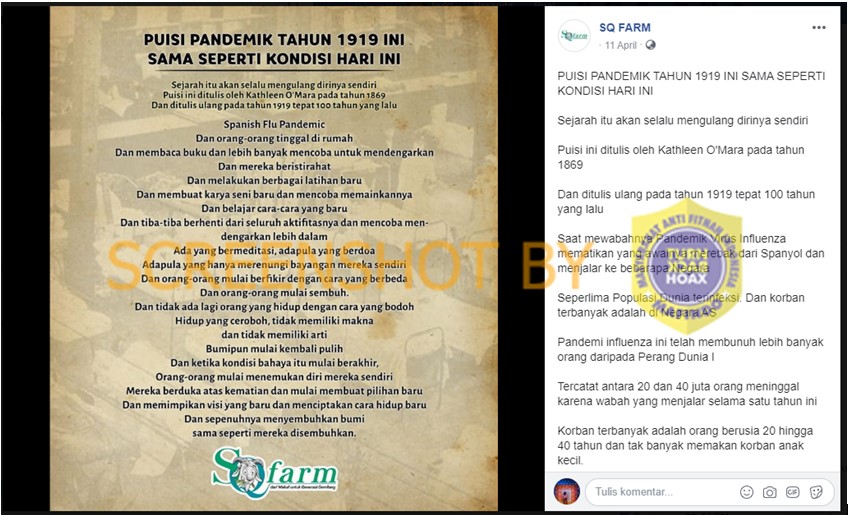 PUISI PANDEMIK TAHUN 1919 INI
SAMA SEPERTI KONDISI HARI INI
Sejarah itu akan selalu mengulang dirinya sendiri
Puisi ini ditulis oleh Kathleen O'Mara pada tahun 1869
Dan ditulis ulang pada tahun 1919 tepat 100 tahun yang lalu
Spanish Flu Pandemic
Dan orang-orang tinggal di rumah
Dan membaca buku dan lebih banyak mencoba untuk mendengarkan
Dan mereka beristirahat
Dan melakukan berbagai latihan baru
Dan membuat karya seni baru dan mencoba memainkannya
Dan belajar cara-cara yang baru
Dan tiba-tiba berhenti dari seluruh aktifitasnya dan mencoba men-
dengarkan lebih dalam
Ada yang bermeditasi, adapula yang berdoa
Adapula yang hanya merenungi bayangan mereka sendiri
Dan orang-orang mulai berfikir dengan cara yang berbeda
Dan orang-orang mulai sembuh.
Dan tidak ada lagi orang yang hidup dengan cara yang bodoh
Hidup yang ceroboh, tidak memiliki makna
dan tidak memiliki arti
Bumipun mulai kembali pulih
Dan ketika kondisi bahaya itu mulai berakhir,
Orang-orang mulai menemukan diri mereka sendiri
Mereka berduka atas kematian dan mulai membuat pilihan baru
Dan memimpikan visi yang baru dan menciptakan cara hidup baru
Dan sepenuhnya menyembuhkan bumi
sama seperti mereka disembuhkan.
SQfarm
dari Wakaf untuk Generasi Gemilang
SQ FARM
11 April
PUISI PANDEMIK TAHUN 1919 INI SAMA SEPERTI
KONDISI HARI INI
Sejarah itu akan selalu mengulang dirinya sendiri
Puisi ini ditulis oleh Kathleen O'Mara pada tahun
1869
Dan ditulis ulang pada tahun 1919 tepat 100 tahun
yang lalu
Saat mewabahnya Pandemik Virus Influenza
mematikan yang awalnya merebak dari Spanyol dan
menjalar ke beberapa Negara
Seperlima Populasi Dunia terinfeksi. Dan korban
terbanyak adalah di Negara AS
Pandemi influenza ini telah membunuh lebih banyak
orang daripada Perang Dunia I
Tercatat antara 20 dan 40 juta orang meninggal
karena wabah yang menjalar selama satu tahun ini
Korban terbanyak adalah orang berusia 20 hingga
40 tahun dan tak banyak memakan korban anak
kecil.
Tulis komentar...
GIF
SCREENSHOT BY
MASYARAKAT ANTI FITNAH INDONESIA
TURN BACK HOAX
MAFINDO